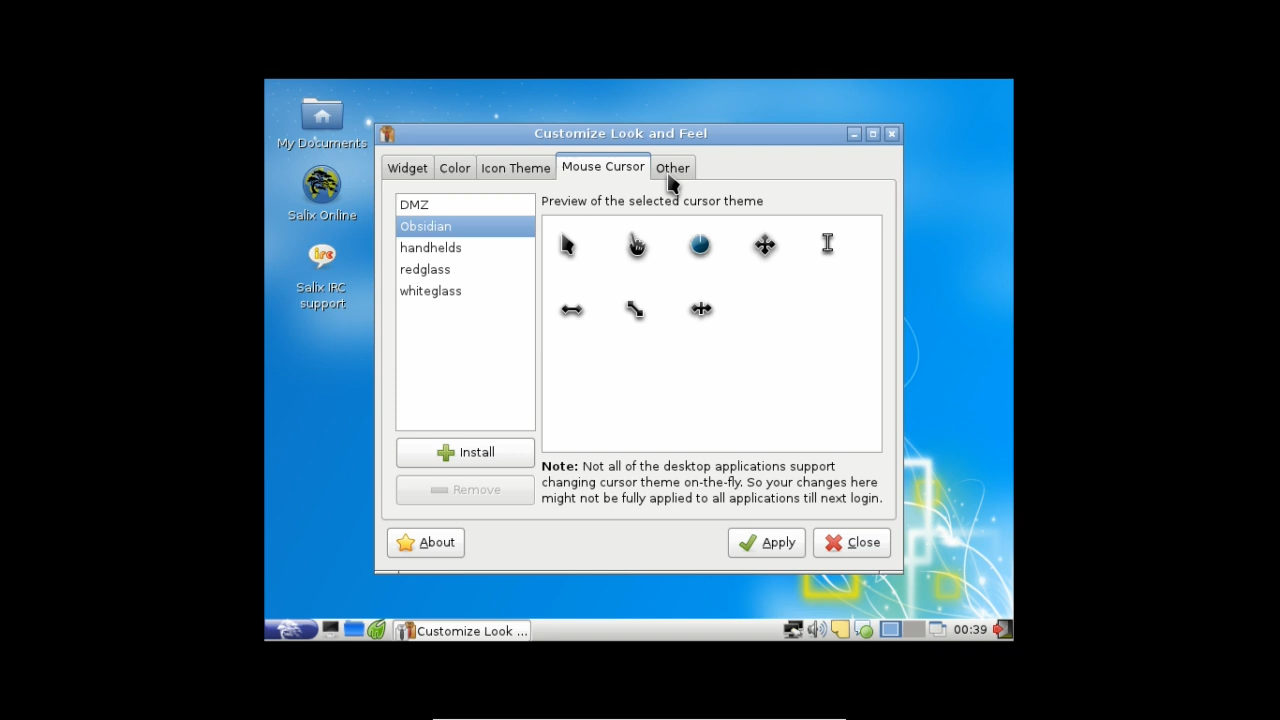 My Documents
Salix Online
irc
Salix IRC
support
Customize Look and Feel
Widget
Color
Icon Theme
Mouse Cursor
Other
DMZ
Obsidian
handhelds
redglass
whiteglass
Install
Remove
Preview of the selected cursor theme
Note: Not all of the desktop applications support
changing cursor theme on-the-fly. So your changes here
might not be fully applied to all applications till next login.
About
Apply
Close
Customize Look ...
00:39